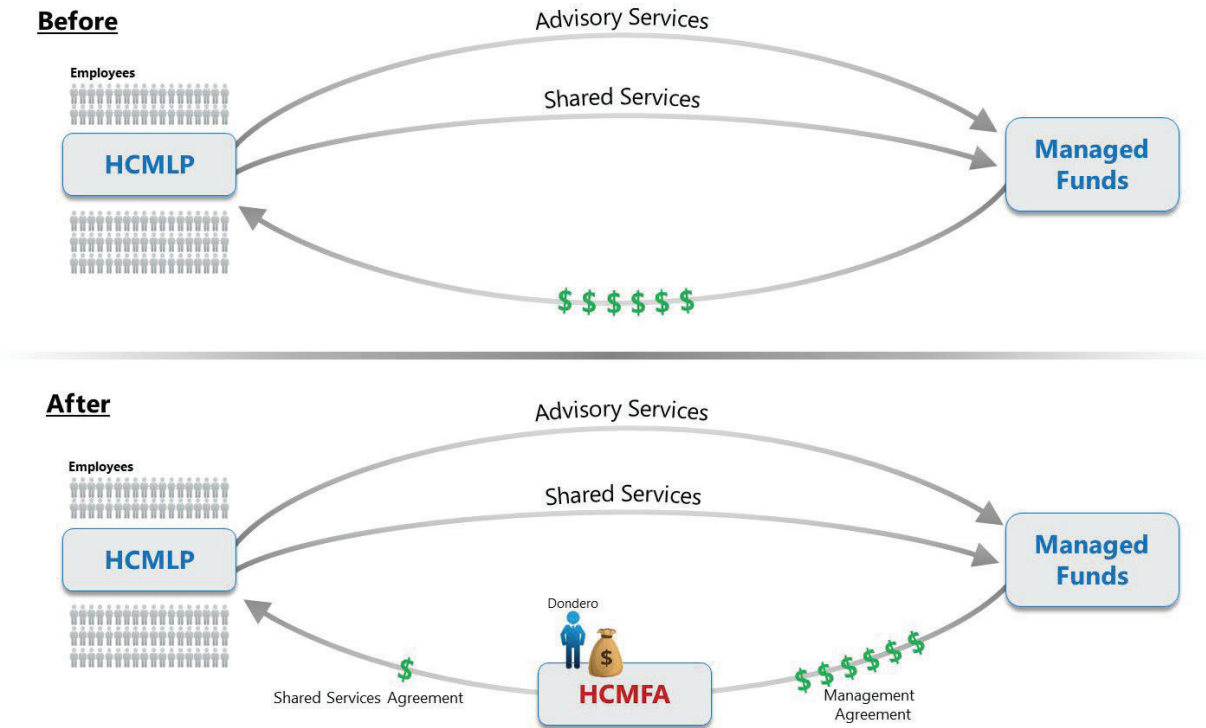 Before
Advisory Services
Employees
Shared Services
HCMLP
Managed
Funds
$ $ $ $ $ $
After
Advisory Services
Employees
Shared Services
HCMLP
Managed
Funds
Dondero
$
$
$ $ $ $ $ $
Shared Services Agreement
HCMFA
Management
Agreement